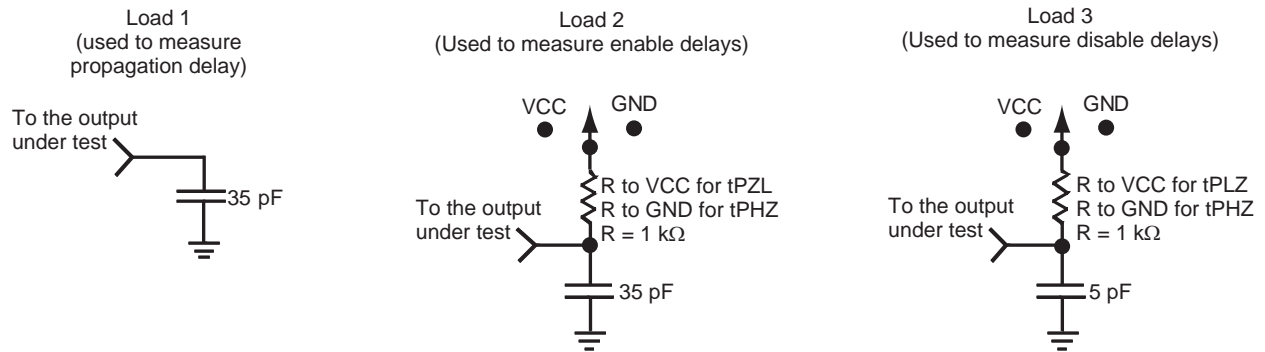 Load 1
(used to measure
propagation delay)
To the output
under test
35 pF
Load 2
(Used to measure enable delays)
VCC
GND
R to VCC for tPZL
R to GND for tPHZ
R = 1 kΩ
To the output
under test
35 pF
Load 3
(Used to measure disable delays)
VCC
GND
R to VCC for tPLZ
R to GND for tPHZ
R = 1 kΩ
To the output
under test
5 pF